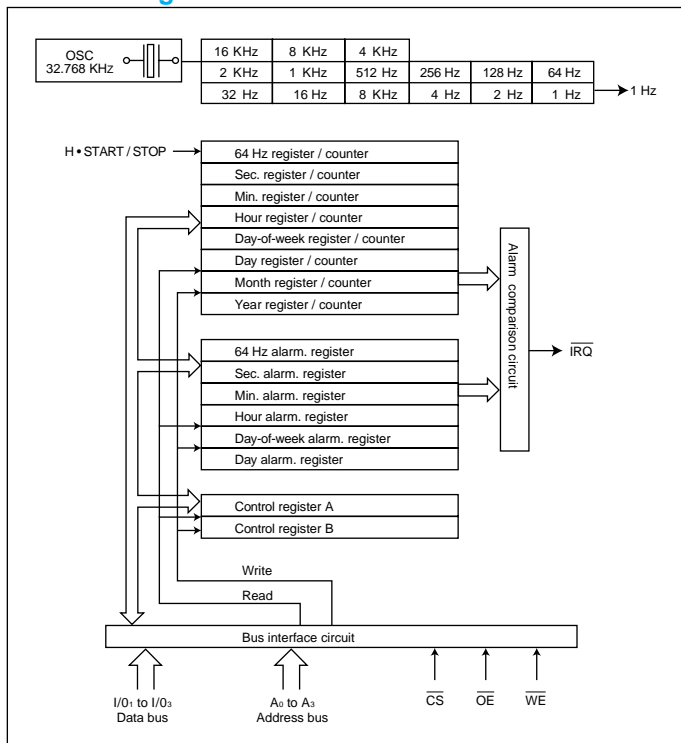 OSC
32.768 KHz
16 KHz 8 KHz 4 KHz
2 KHz 1 KHz 512 Hz 256 Hz 128 Hz 64 Hz
32 Hz 16 Hz 8 KHz 4 Hz 2 Hz 1 Hz
1 Hz
H • START / STOP
64 Hz register / counter
Sec. register / counter
Min. register / counter
Hour register / counter
Day-of-week register / counter
Day register / counter
Month register / counter
Year register / counter
Alarm comparison circuit
IRQ
64 Hz alarm. register
Sec. alarm. register
Min. alarm. register
Hour alarm. register
Day-of-week alarm. register
Day alarm. register
Control register A
Control register B
Write
Read
Bus interface circuit
I/01 to I/03
Data bus
A0 to A3
Address bus
CS
OE
WE